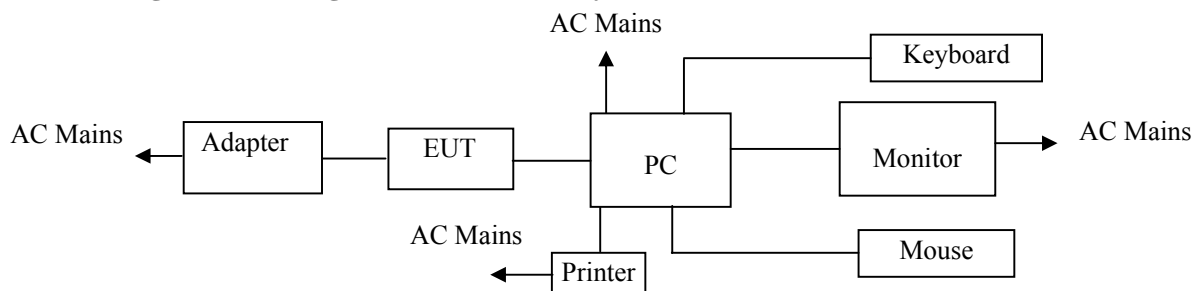 AC Mains
Keyboard
AC Mains
Adapter
EUT
PC
Monitor
AC Mains
AC Mains
Printer
Mouse